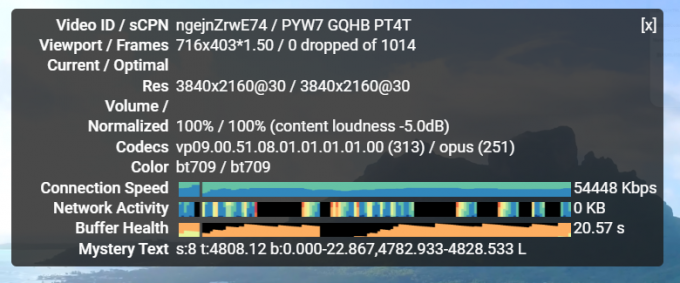 Video ID / sCPN ngejnZrwE74 / PYW7 GQHB PT4T [x]
Viewport / Frames 716x403*1.50 / 0 dropped of 1014
Current / Optimal
Res 3840x2160@30 / 3840x2160@30
Volume /
Normalized 100% / 100% (content loudness -5.0dB)
Codecs vp09.00.51.08.01.01.01.01.00 (313) / opus (251)
Color bt709 / bt709
Connection Speed 54448 Kbps
Network Activity 0 KB
Buffer Health 20.57 s
Mystery Text s:8 t:4808.12 b:0.000-22.867,4782.933-4828.533 L